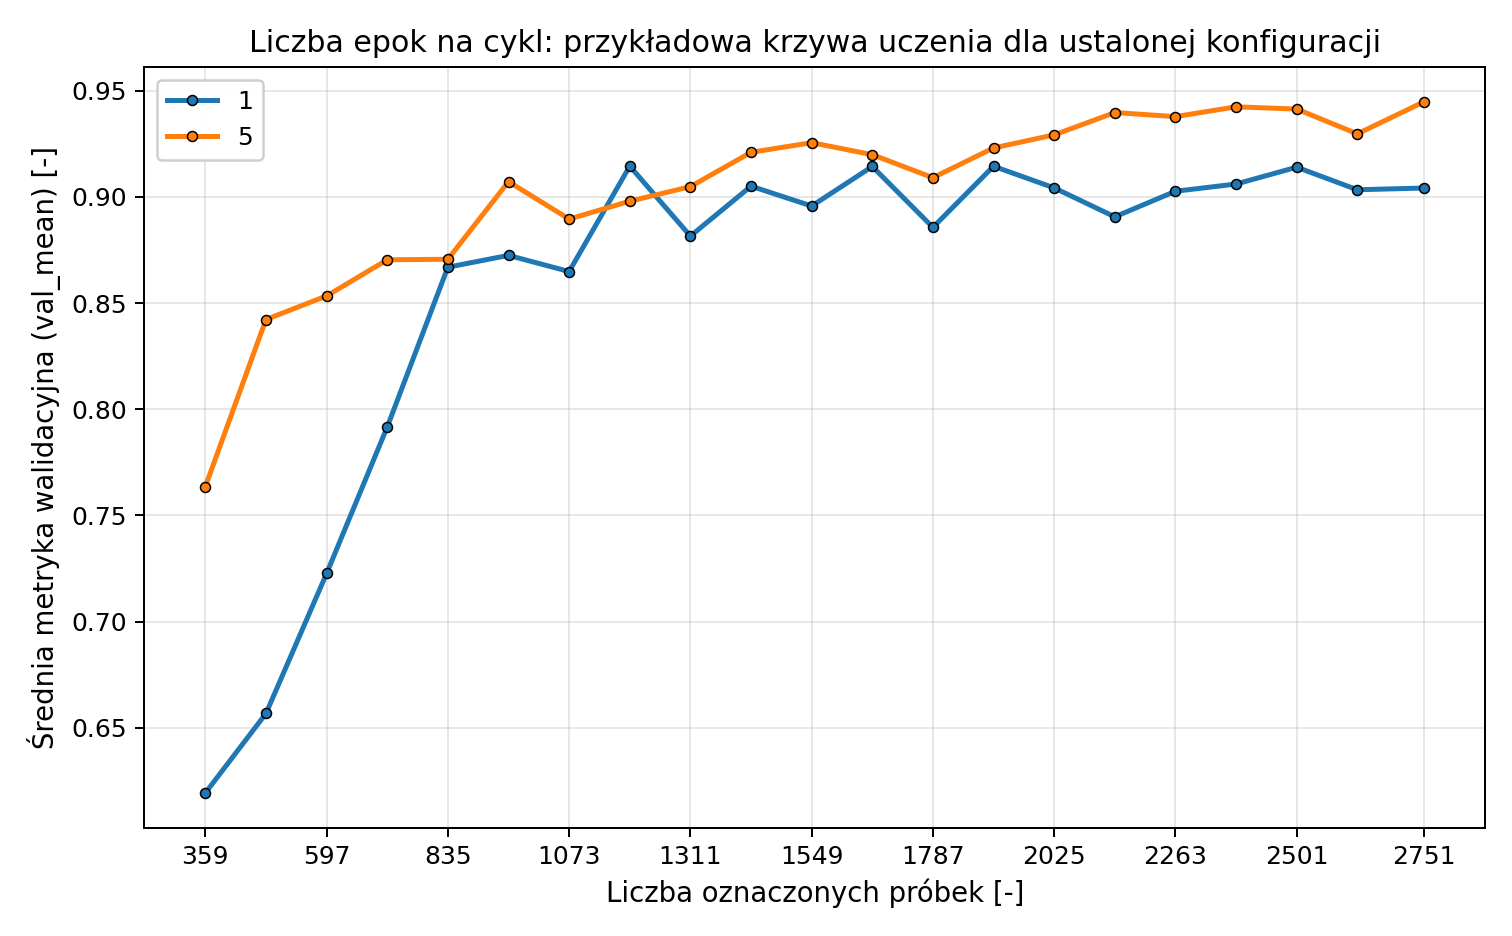 Liczba epok na cykl: przykładowa krzywa uczenia dla ustalonej konfiguracji
1
5
Średnia metryka walidacyjna (val_mean) [-]
0.95
0.90
0.85
0.80
0.75
0.70
0.65
359 597 835 1073 1311 1549 1787 2025 2263 2501 2751
Liczba oznaczonych próbek [-]